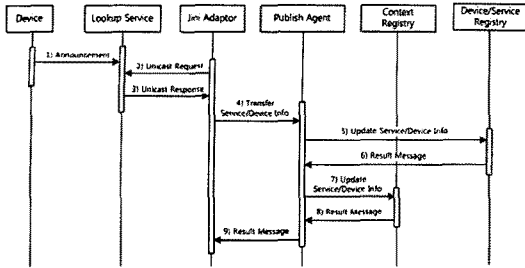 Device
Lookup Service
Jini Adaptor
Publish Agent
Context
Registry
Device/Service
Registry
1) Announcement
2) Unicast Request
3) Unicast Response
4) Transfer
Service/Device Info
5) Update Service/Device Info
6) Result Message
7) Update
Service/Device Info
8) Result Message
9) Result Message